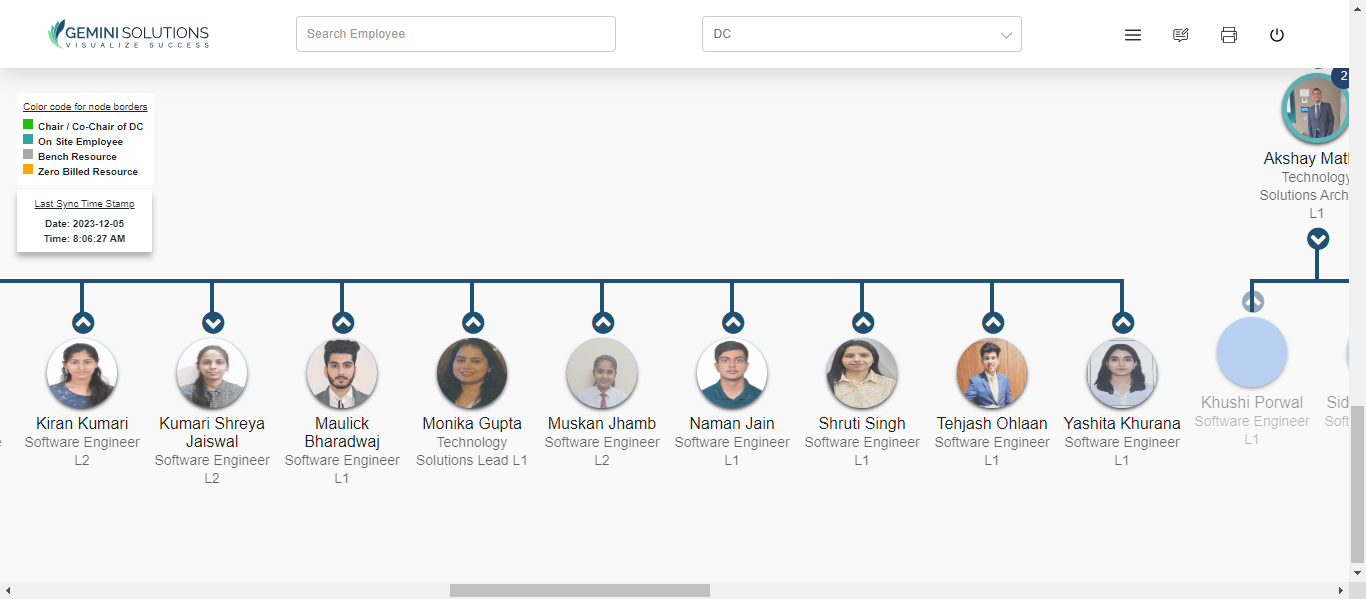 GEMINI SOLUTIONS
VISUALIZE SUCCESS
Search Employee
DC
Color code for node borders
Chair / Co-Chair of DC
On Site Employee
Bench Resource
Zero Billed Resource
Last Sync Time Stamp
Date: 2023-12-05
Time: 8:06:27 AM
2
Akshay Mat
Technology
Solutions Arch
L1
Kiran Kumari
Software Engineer
L2
Kumari Shreya
Jaiswal
Software Engineer
L2
Maulick
Bharadwaj
Software Engineer
L1
Monika Gupta
Technology
Solutions Lead L1
Muskan Jhamb
Software Engineer
L2
Naman Jain
Software Engineer
L1
Shruti Singh
Software Engineer
L1
Tehjash Ohlaan
Software Engineer
L1
Yashita Khurana
Software Engineer
L1
Khushi Porwal
Software Engineer
L1
Sid
Soft